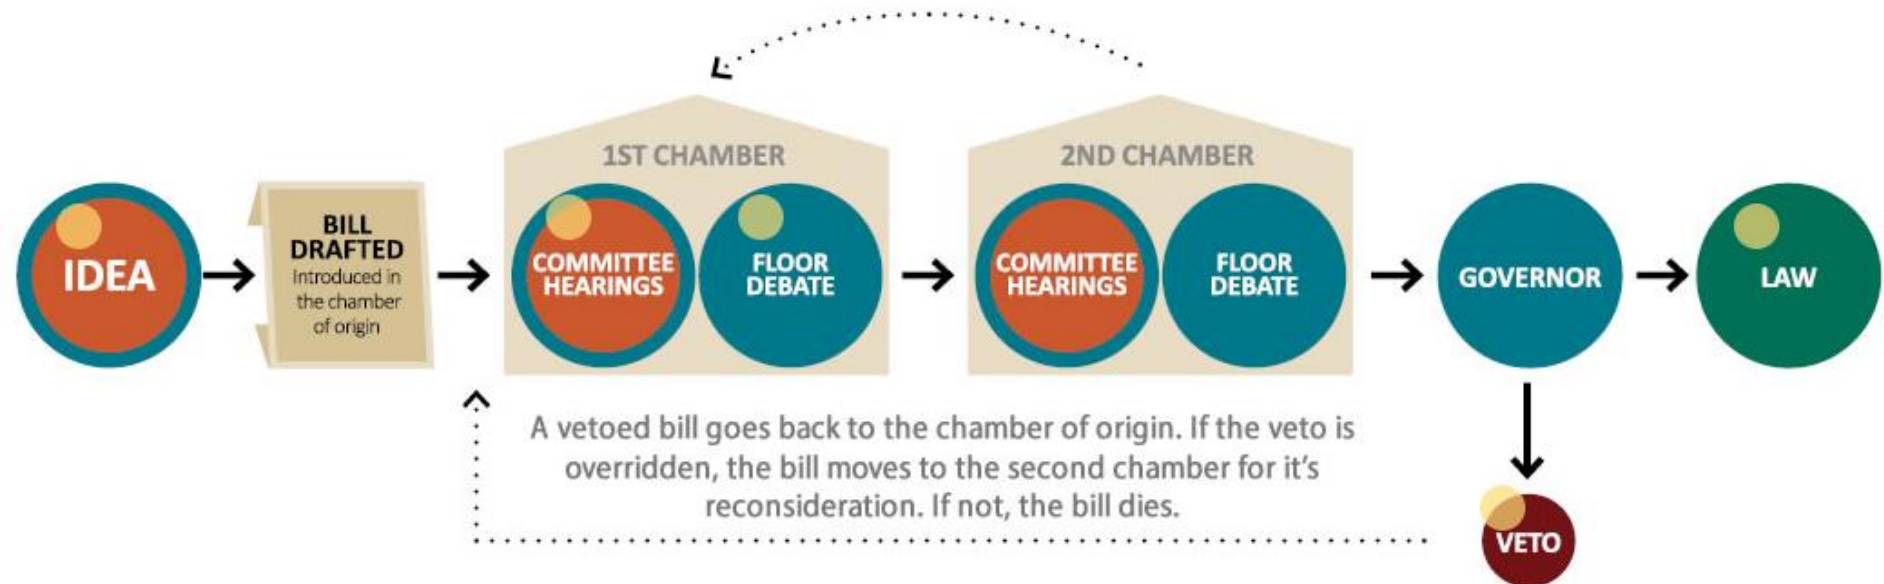 1ST CHAMBER
2ND CHAMBER
IDEA
BILL
DRAFTED
Introduced in
the chamber
of origin
COMMITTEE
HEARINGS
FLOOR
DEBATE
COMMITTEE
HEARINGS
FLOOR
DEBATE
GOVERNOR
LAW
A vetoed bill goes back to the chamber of origin. If the veto is
overridden, the bill moves to the second chamber for it's
reconsideration. If not, the bill dies.
VETO